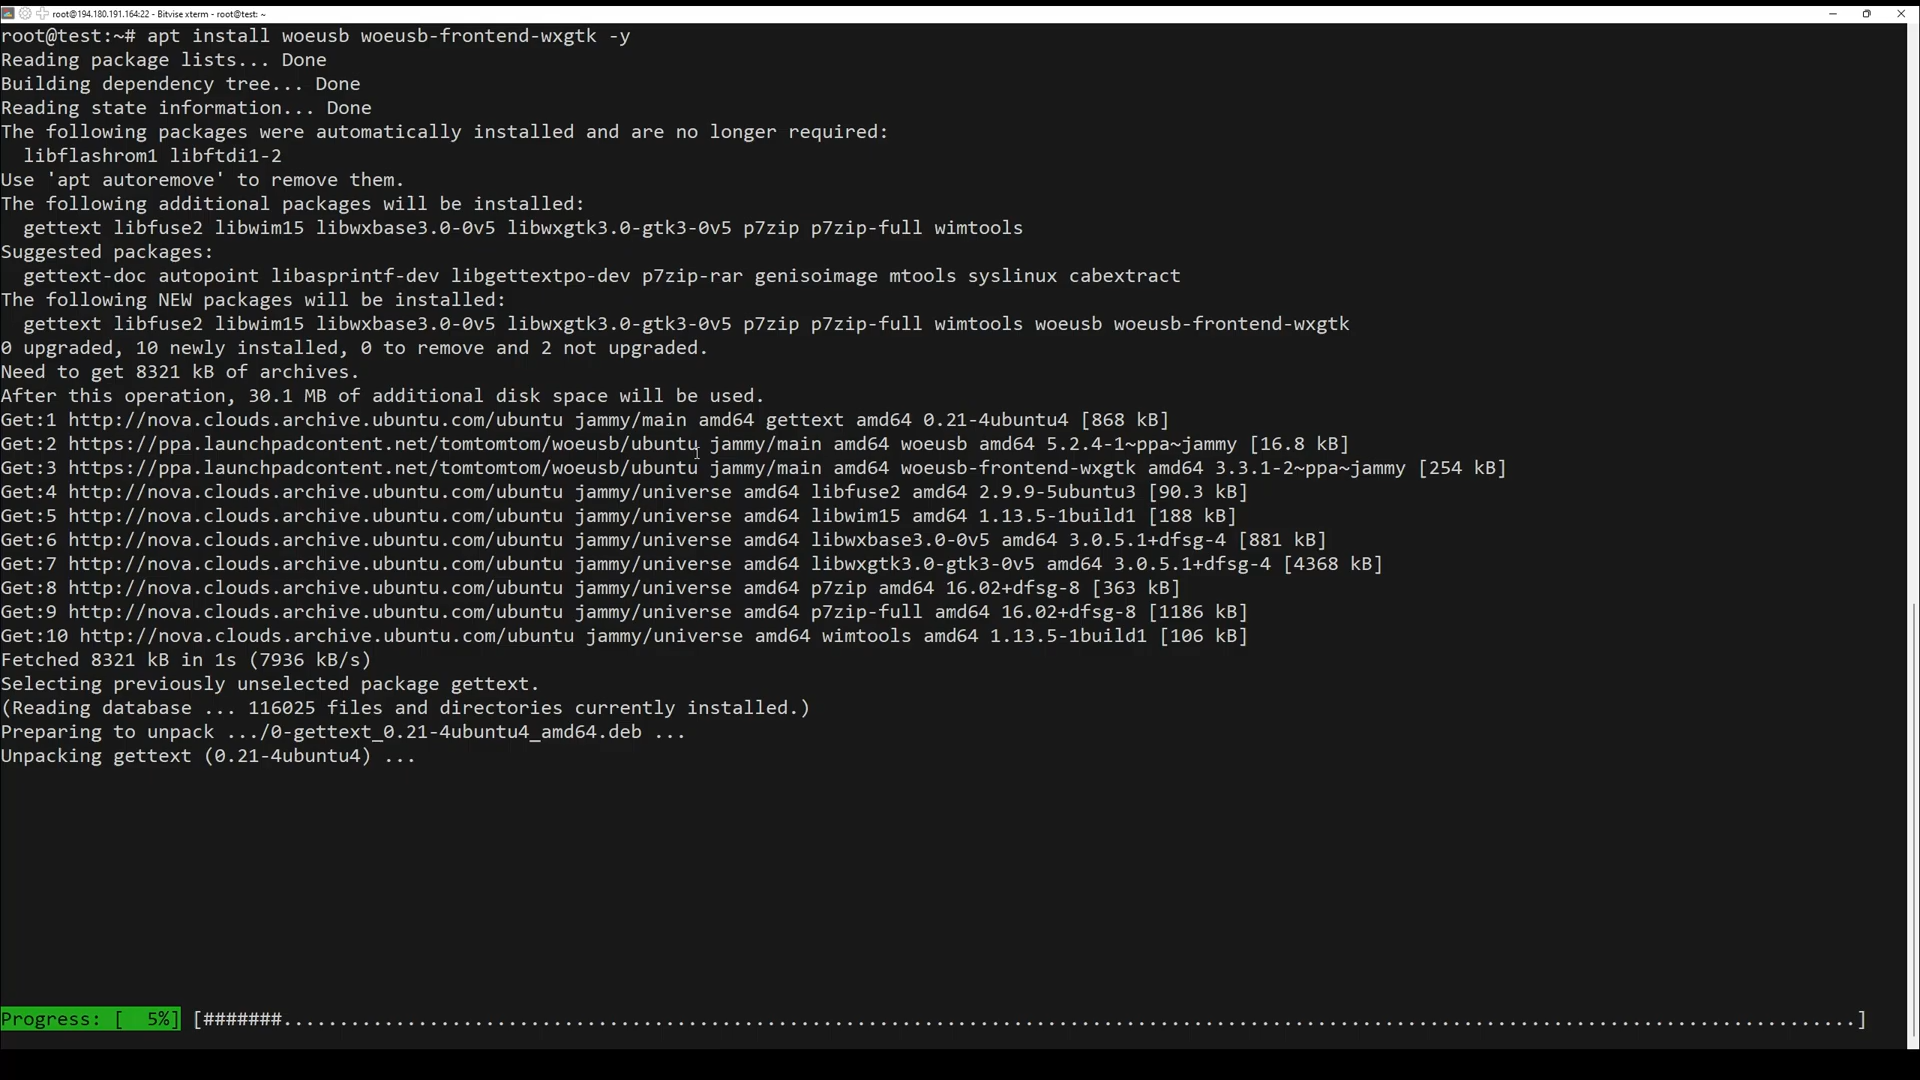 root@194.180.191.164:22 - Bitvise xterm - root@test: ~
root@test:~# apt install woeusb woeusb-frontend-wxgtk -y
Reading package lists... Done
Building dependency tree... Done
Reading state information... Done
The following packages were automatically installed and are no longer required:
  libflashrom1 libftdi1-2
Use 'apt autoremove' to remove them.
The following additional packages will be installed:
  gettext libfuse2 libwim15 libwxbase3.0-0v5 libwxgtk3.0-gtk3-0v5 p7zip p7zip-full wimtools
Suggested packages:
  gettext-doc autopoint libasprintf-dev libgettextpo-dev p7zip-rar genisoimage mtools syslinux cabextract
The following NEW packages will be installed:
  gettext libfuse2 libwim15 libwxbase3.0-0v5 libwxgtk3.0-gtk3-0v5 p7zip p7zip-full wimtools woeusb woeusb-frontend-wxgtk
0 upgraded, 10 newly installed, 0 to remove and 2 not upgraded.
Need to get 8321 kB of archives.
After this operation, 30.1 MB of additional disk space will be used.
Get:1 http://nova.clouds.archive.ubuntu.com/ubuntu jammy/main amd64 gettext amd64 0.21-4ubuntu4 [868 kB]
Get:2 https://ppa.launchpadcontent.net/tomtomtom/woeusb/ubuntu jammy/main amd64 woeusb amd64 5.2.4-1~ppa~jammy [16.8 kB]
Get:3 https://ppa.launchpadcontent.net/tomtomtom/woeusb/ubuntu jammy/main amd64 woeusb-frontend-wxgtk amd64 3.3.1-2~ppa~jammy [254 kB]
Get:4 http://nova.clouds.archive.ubuntu.com/ubuntu jammy/universe amd64 libfuse2 amd64 2.9.9-5ubuntu3 [90.3 kB]
Get:5 http://nova.clouds.archive.ubuntu.com/ubuntu jammy/universe amd64 libwim15 amd64 1.13.5-1build1 [188 kB]
Get:6 http://nova.clouds.archive.ubuntu.com/ubuntu jammy/universe amd64 libwxbase3.0-0v5 amd64 3.0.5.1+dfsg-4 [881 kB]
Get:7 http://nova.clouds.archive.ubuntu.com/ubuntu jammy/universe amd64 libwxgtk3.0-gtk3-0v5 amd64 3.0.5.1+dfsg-4 [4368 kB]
Get:8 http://nova.clouds.archive.ubuntu.com/ubuntu jammy/universe amd64 p7zip amd64 16.02+dfsg-8 [363 kB]
Get:9 http://nova.clouds.archive.ubuntu.com/ubuntu jammy/universe amd64 p7zip-full amd64 16.02+dfsg-8 [1186 kB]
Get:10 http://nova.clouds.archive.ubuntu.com/ubuntu jammy/universe amd64 wimtools amd64 1.13.5-1build1 [106 kB]
Fetched 8321 kB in 1s (7936 kB/s)
Selecting previously unselected package gettext.
(Reading database ... 116025 files and directories currently installed.)
Preparing to unpack .../0-gettext_0.21-4ubuntu4_amd64.deb ...
Unpacking gettext (0.21-4ubuntu4) ...
Progress: [  5%] [#######............................................................................................................................................]